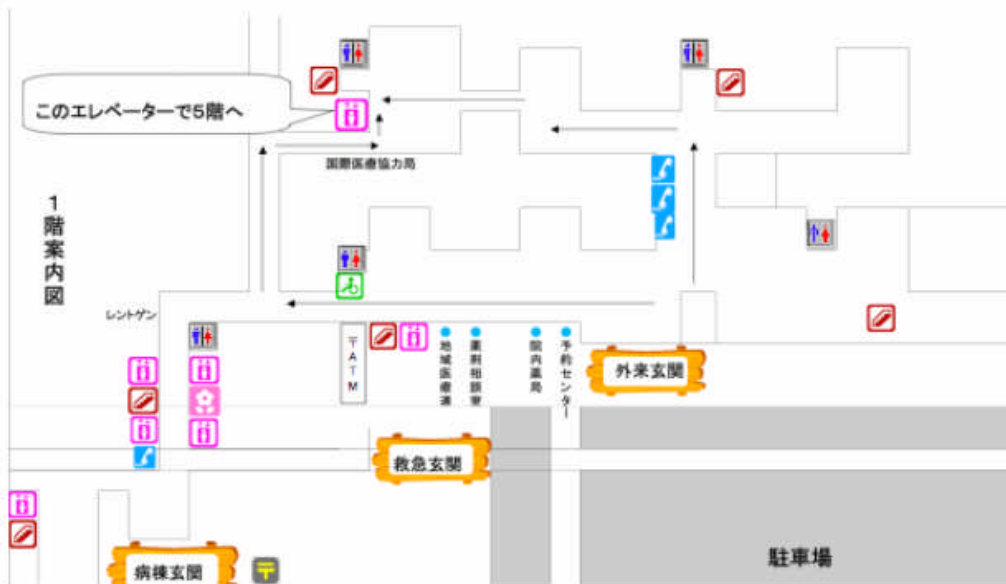 このエレベーターで5階へ
国際医療協力局
1階案内図
レントゲン
〒ATM
地域医療連
薬剤相談室
院内薬局
予約センター
外来玄関
救急玄関
病棟玄関
〒
駐車場